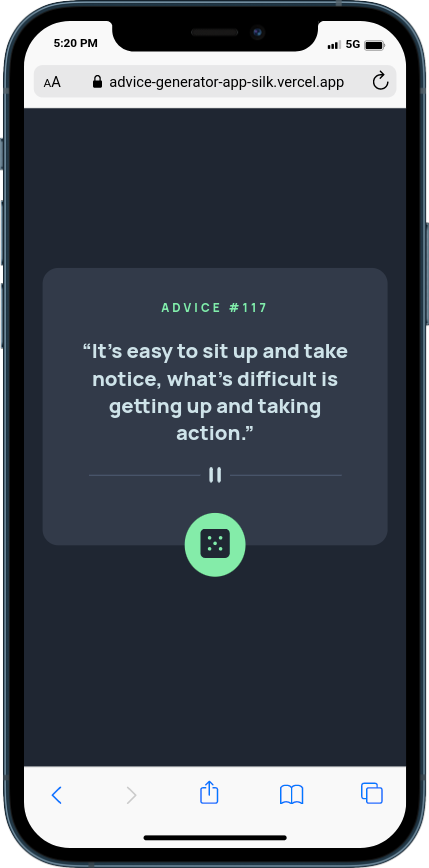 5:20 PM
5G
AA
advice-generator-app-silk.vercel.app
ADVICE #117
“It’s easy to sit up and take
notice, what’s difficult is
getting up and taking
action.”